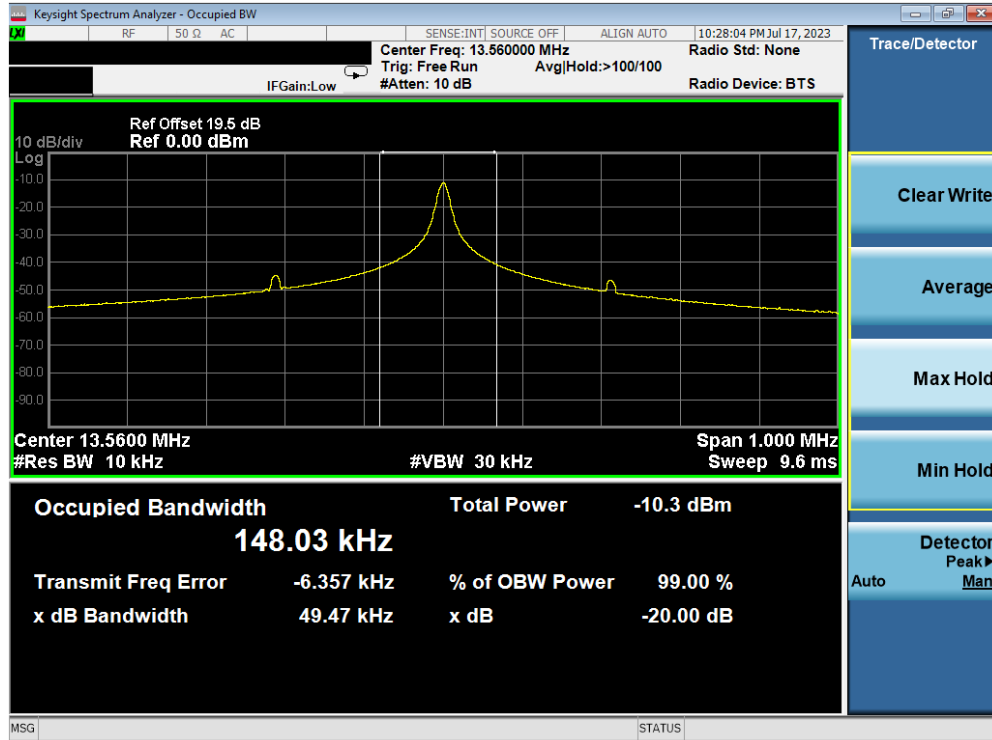 Keysight Spectrum Analyzer - Occupied BW
LXI RF 50 Ω AC SENSE:INT SOURCE OFF ALIGN AUTO 10:28:04 PM Jul 17, 2023
Center Freq: 13.560000 MHz Radio Std: None
Trig: Free Run Avg|Hold:>100/100
IFGain:Low #Atten: 10 dB Radio Device: BTS
Ref Offset 19.5 dB
10 dB/div Ref 0.00 dBm
Log
-10.0
-20.0
-30.0
-40.0
-50.0
-60.0
-70.0
-80.0
-90.0
Center 13.5600 MHz Span 1.000 MHz
#Res BW 10 kHz #VBW 30 kHz Sweep 9.6 ms
Occupied Bandwidth Total Power -10.3 dBm
148.03 kHz
Transmit Freq Error -6.357 kHz % of OBW Power 99.00 %
x dB Bandwidth 49.47 kHz x dB -20.00 dB
MSG STATUS
Trace/Detector
Clear Write
Average
Max Hold
Min Hold
Detector
Peak▶
Auto Man